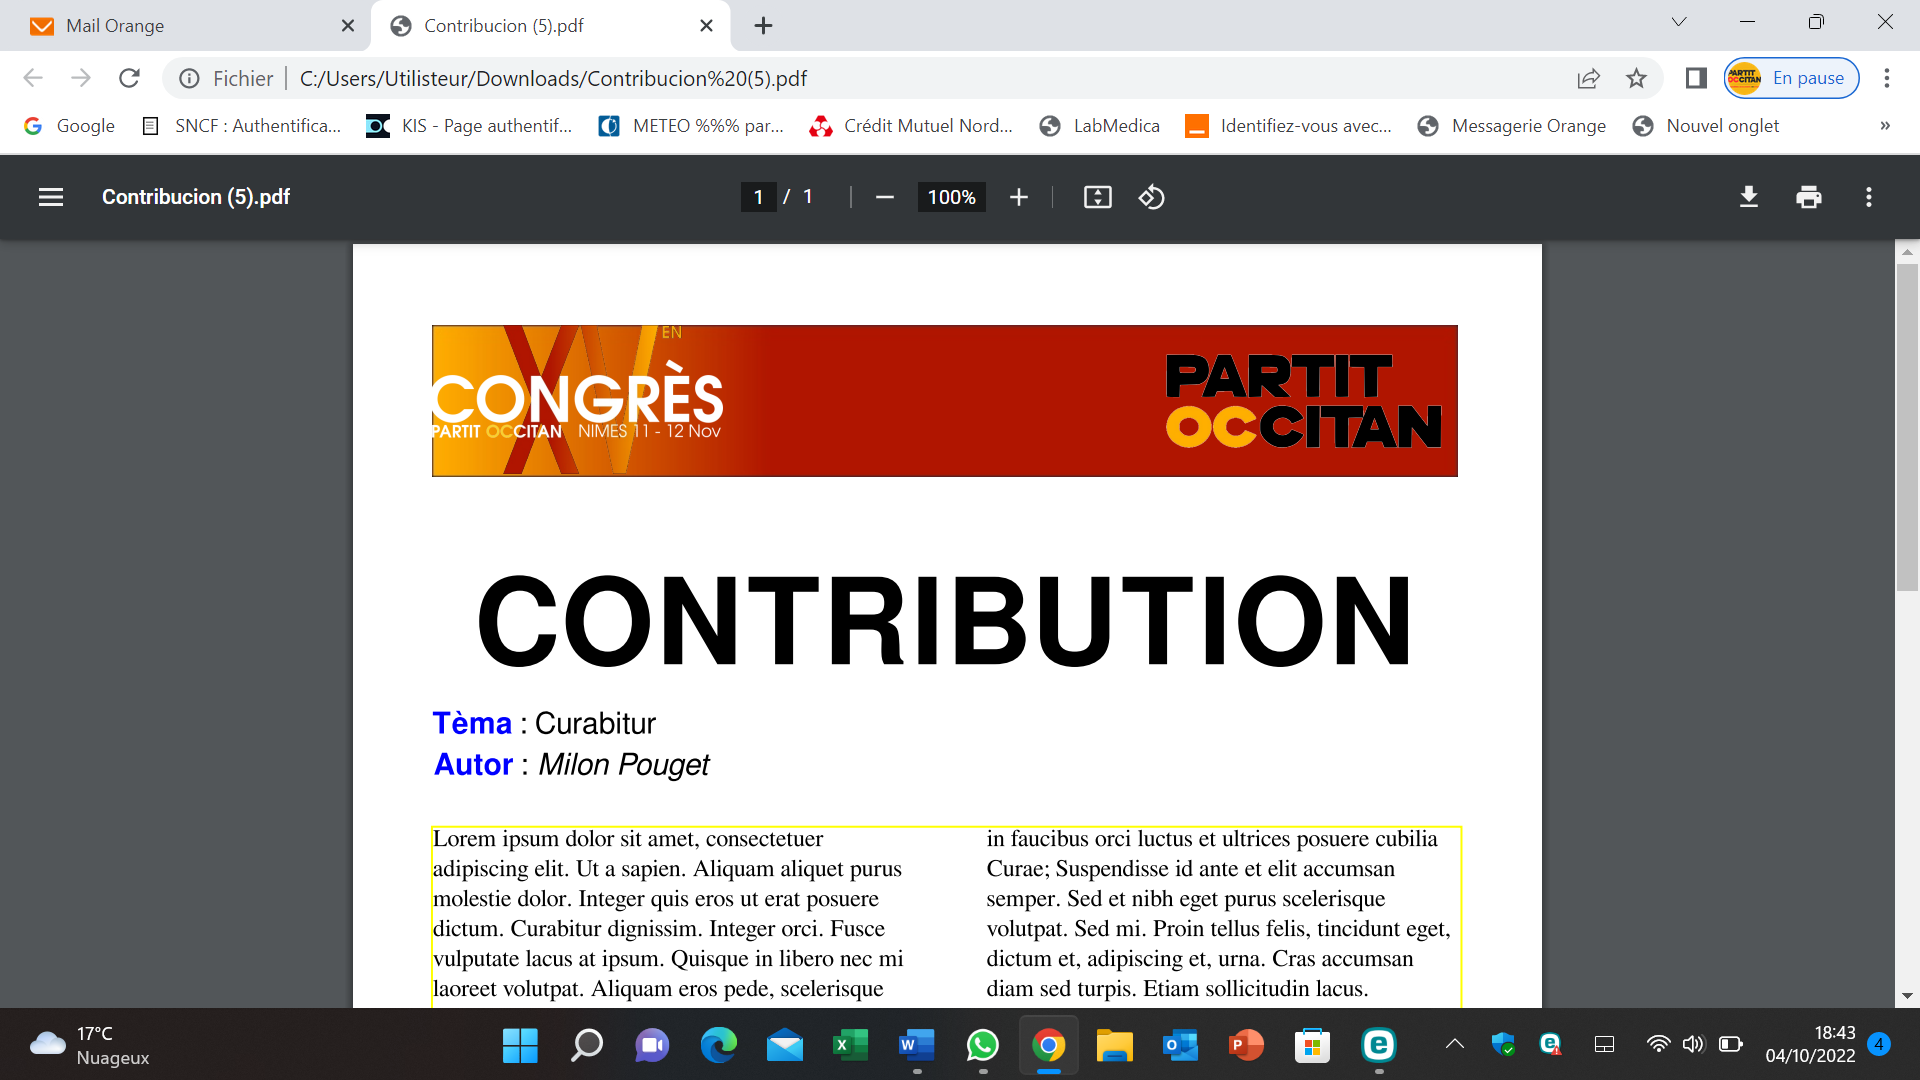 Mail Orange
Contribucion (5).pdf
Fichier
C:/Users/Utilisteur/Downloads/Contribucion%20(5).pdf
PARTIT OCCITAN
En pause
Google
SNCF : Authentifica...
KIS - Page authentif...
METEO %%% par...
Crédit Mutuel Nord...
LabMedica
Identifiez-vous avec...
Messagerie Orange
Nouvel onglet
»
Contribucion (5).pdf
1 / 1
100%
XVEN
CONGRÈS
PARTIT OCCITAN NIMES 11 - 12 Nov
PARTIT
OCCITAN
CONTRIBUTION
Tèma : Curabitur
Autor : Milon Pouget
Lorem ipsum dolor sit amet, consectetuer
adipiscing elit. Ut a sapien. Aliquam aliquet purus
molestie dolor. Integer quis eros ut erat posuere
dictum. Curabitur dignissim. Integer orci. Fusce
vulputate lacus at ipsum. Quisque in libero nec mi
laoreet volutpat. Aliquam eros pede, scelerisque
in faucibus orci luctus et ultrices posuere cubilia
Curae; Suspendisse id ante et elit accumsan
semper. Sed et nibh eget purus scelerisque
volutpat. Sed mi. Proin tellus felis, tincidunt eget,
dictum et, adipiscing et, urna. Cras accumsan
diam sed turpis. Etiam sollicitudin lacus.
17°C
Nuageux
18:43
04/10/2022
4